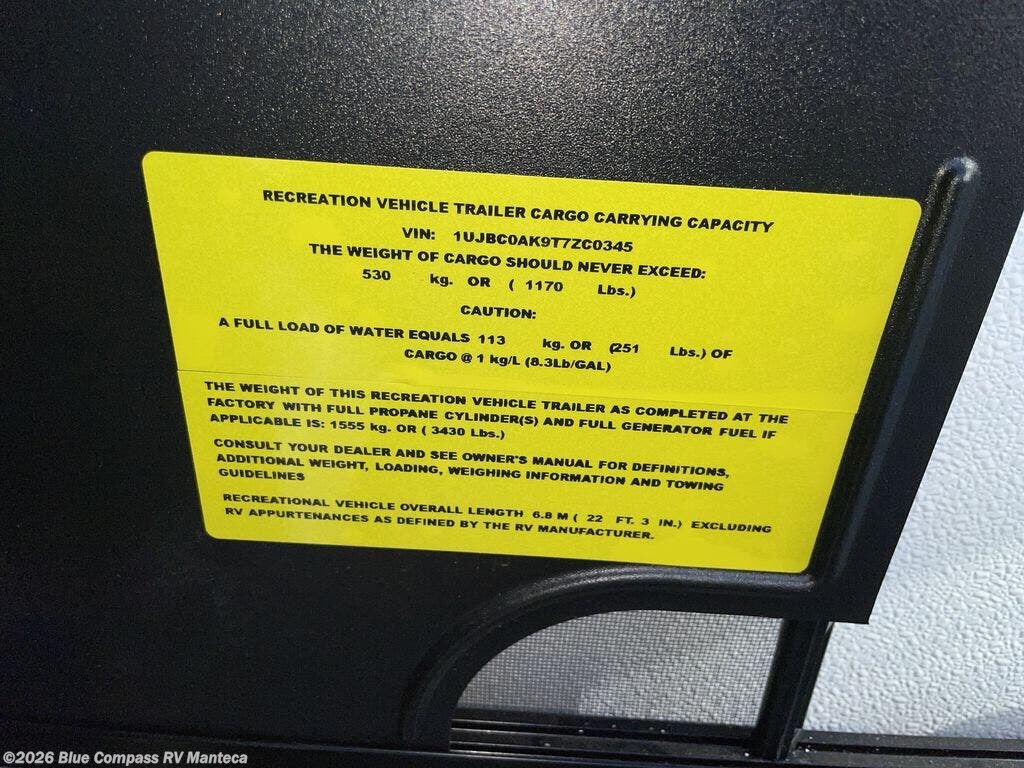 RECREATION VEHICLE TRAILER CARGO CARRYING CAPACITY
VIN: 1UJBC0AK9T7ZC0345
THE WEIGHT OF CARGO SHOULD NEVER EXCEED:
530 kg. OR ( 1170 Lbs.)
CAUTION:
A FULL LOAD OF WATER EQUALS 113 kg. OR (251 Lbs.) OF
CARGO @ 1 kg/L (8.3Lb/GAL)
THE WEIGHT OF THIS RECREATION VEHICLE TRAILER AS COMPLETED AT THE
FACTORY WITH FULL PROPANE CYLINDER(S) AND FULL GENERATOR FUEL IF
APPLICABLE IS: 1555 kg. OR ( 3430 Lbs.)
CONSULT YOUR DEALER AND SEE OWNER'S MANUAL FOR DEFINITIONS,
ADDITIONAL WEIGHT, LOADING, WEIGHING INFORMATION AND TOWING
GUIDELINES
RECREATIONAL VEHICLE OVERALL LENGTH 6.8 M ( 22 FT. 3 IN.) EXCLUDING
RV APPURTENANCES AS DEFINED BY THE RV MANUFACTURER.
©2026 Blue Compass RV Manteca